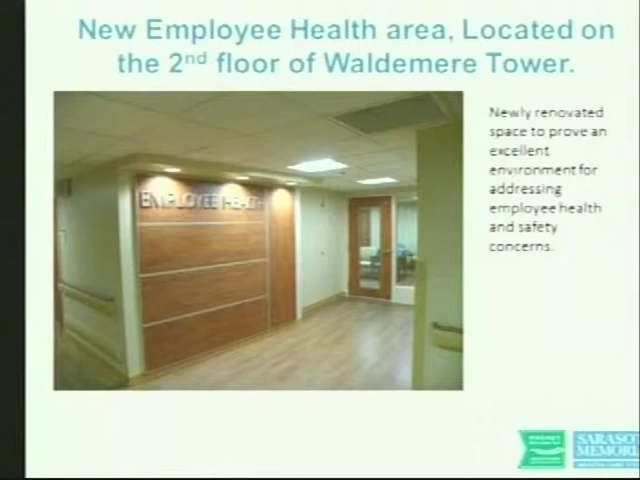 New Employee Health area, Located on
the 2nd floor of Waldemere Tower.
EMPLOYEE HEALTH
Newly renovated
space to prove an
excellent
environment for
addressing
employee health
and safety
concerns.
SARASO
MEMORI